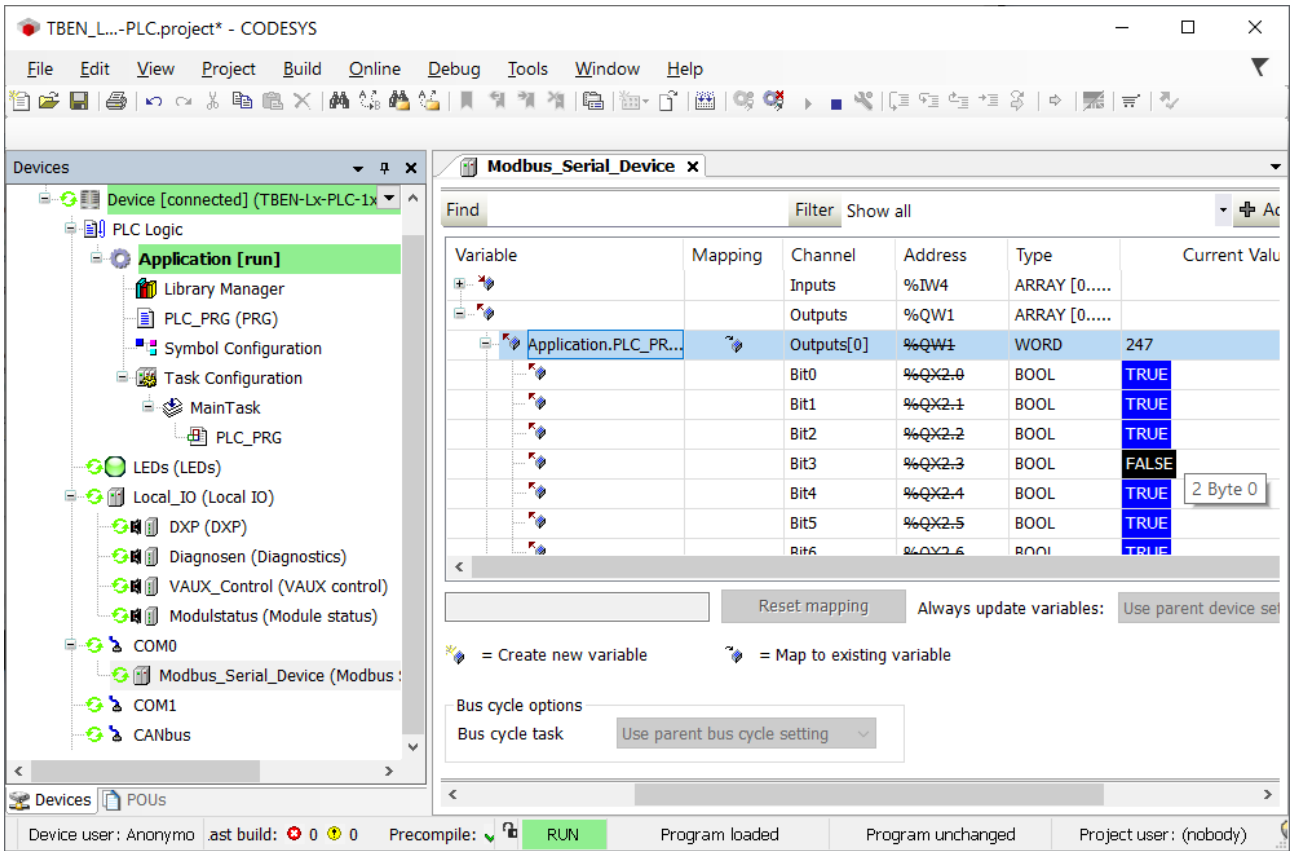 TBEN_L...-PLC.project* - CODESYS
File Edit View Project Build Online Debug Tools Window Help
Devices
Device [connected] (TBEN-Lx-PLC-1x
PLC Logic
Application [run]
Library Manager
PLC_PRG (PRG)
Symbol Configuration
Task Configuration
MainTask
PLC_PRG
LEDs (LEDs)
Local_IO (Local IO)
DXP (DXP)
Diagnosen (Diagnostics)
VAUX_Control (VAUX control)
Modulstatus (Module status)
COM0
Modbus_Serial_Device (Modbus
COM1
CANbus
Devices POUs
Modbus_Serial_Device
Find Filter Show all Ad
Variable Mapping Channel Address Type Current Valu
Inputs %IW4 ARRAY [0.....
Outputs %QW1 ARRAY [0.....
Application.PLC_PR... Outputs[0] %QW1 WORD 247
Bit0 %QX2.0 BOOL TRUE
Bit1 %QX2.1 BOOL TRUE
Bit2 %QX2.2 BOOL TRUE
Bit3 %QX2.3 BOOL FALSE
2 Byte 0
Bit4 %QX2.4 BOOL TRUE
Bit5 %QX2.5 BOOL TRUE
Bit6 %QX2.6 BOOL TRUE
Reset mapping Always update variables: Use parent device set
= Create new variable = Map to existing variable
Bus cycle options
Bus cycle task Use parent bus cycle setting
Device user: Anonymo .ast build: 0 0 Precompile: RUN Program loaded Program unchanged Project user: (nobody)